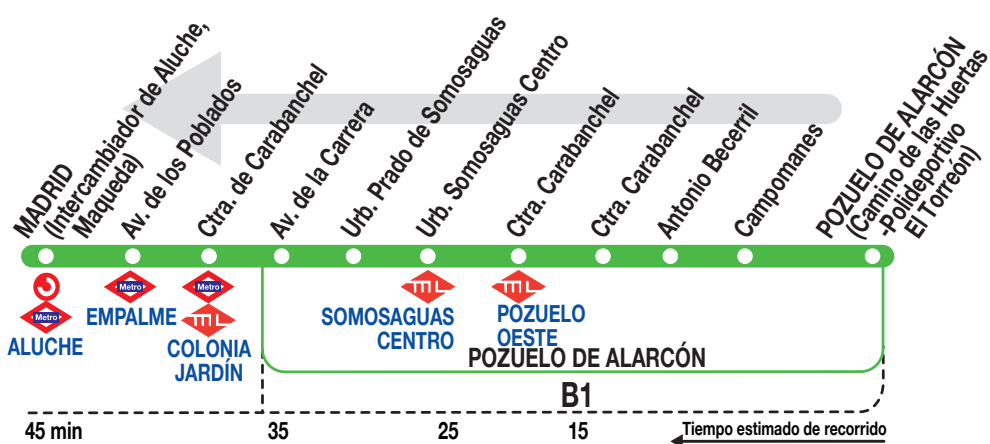 MADRID
(Intercambiador de Aluche,
Maqueda)
Av. de los Poblados
Ctra. de Carabanchel
Av. de la Carrera
Urb. Prado de Somosaguas
Urb. Somosaguas Centro
Ctra. Carabanchel
Ctra. Carabanchel
Antonio Becerril
Campomanes
POZUELO DE ALARCÓN
(Camino de las Huertas
-Polideportivo
El Torreón)
Metro
ALUCHE
Metro
EMPALME
Metro
ML
COLONIA
JARDÍN
ML
SOMOSAGUAS
CENTRO
ML
POZUELO
OESTE
POZUELO DE ALARCÓN
B1
45 min
35
25
15
Tiempo estimado de recorrido